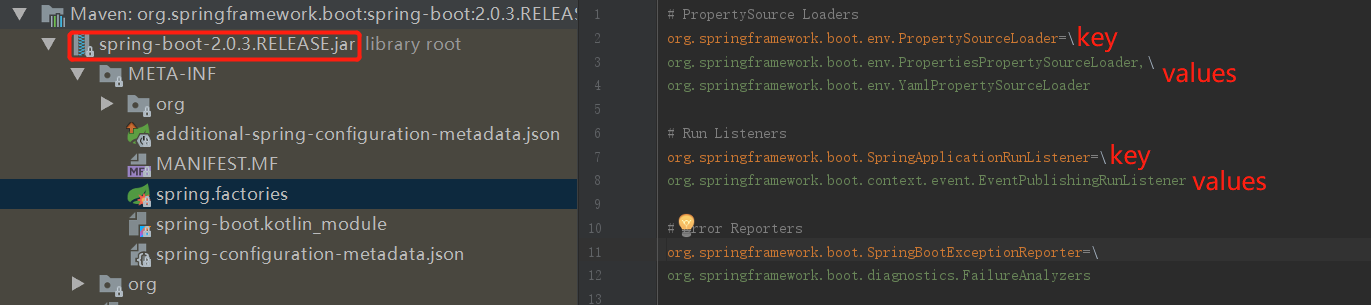 Maven: org.springframework.boot:spring-boot:2.0.3.RELEAS
spring-boot-2.0.3.RELEASE.jar library root
META-INF
org
additional-spring-configuration-metadata.json
MANIFEST.MF
spring.factories
spring-boot.kotlin_module
spring-configuration-metadata.json
org
1 # PropertySource Loaders
2 org.springframework.boot.env.PropertySourceLoader=\ key
3 org.springframework.boot.env.PropertiesPropertySourceLoader,\
values
4 org.springframework.boot.env.YamlPropertySourceLoader
5
6 # Run Listeners
7 org.springframework.boot.SpringApplicationRunListener=\ key
8 org.springframework.boot.context.event.EventPublishingRunListener values
9
10 # Error Reporters
11 org.springframework.boot.SpringBootExceptionReporter=\
12 org.springframework.boot.diagnostics.FailureAnalyzers
13